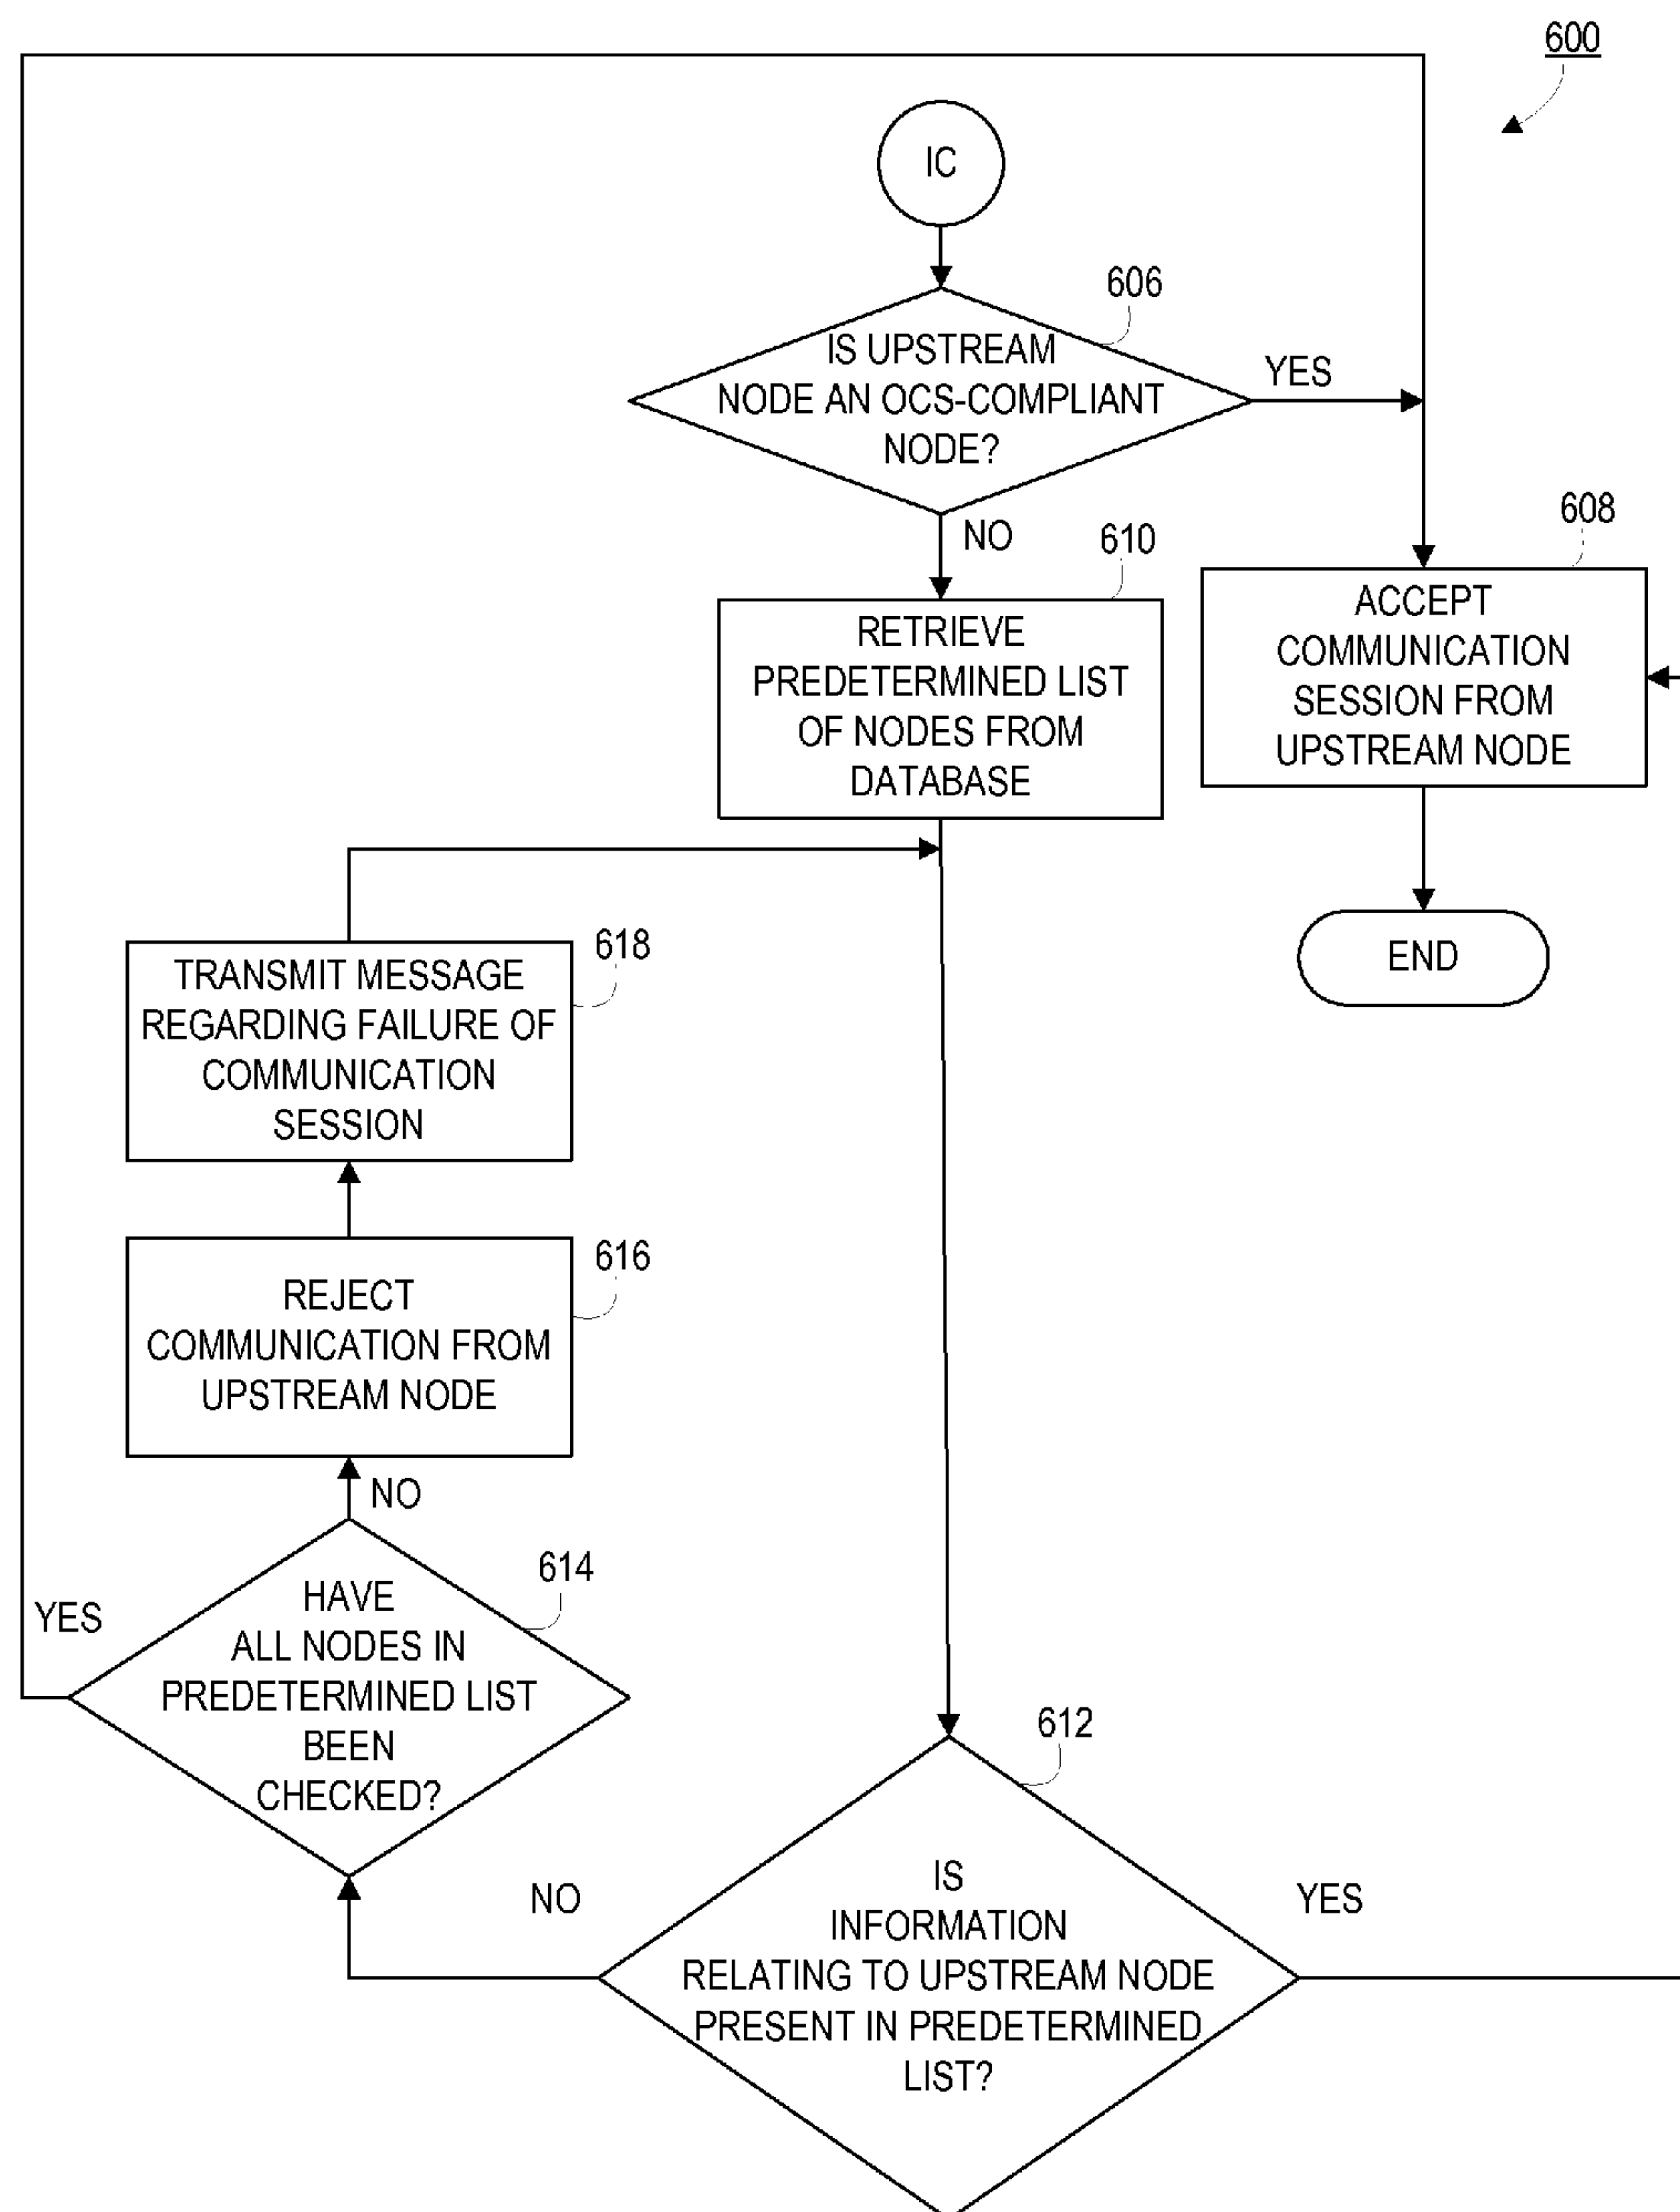 600
IC
606
IS UPSTREAM
NODE AN OCS-COMPLIANT
NODE?
YES
NO
610
608
RETRIEVE
PREDETERMINED LIST
OF NODES FROM
DATABASE
ACCEPT
COMMUNICATION
SESSION FROM
UPSTREAM NODE
END
618
TRANSMIT MESSAGE
REGARDING FAILURE OF
COMMUNICATION
SESSION
616
REJECT
COMMUNICATION FROM
UPSTREAM NODE
NO
614
YES
HAVE
ALL NODES IN
PREDETERMINED LIST
BEEN
CHECKED?
612
NO
IS
INFORMATION
RELATING TO UPSTREAM NODE
PRESENT IN PREDETERMINED
LIST?
YES